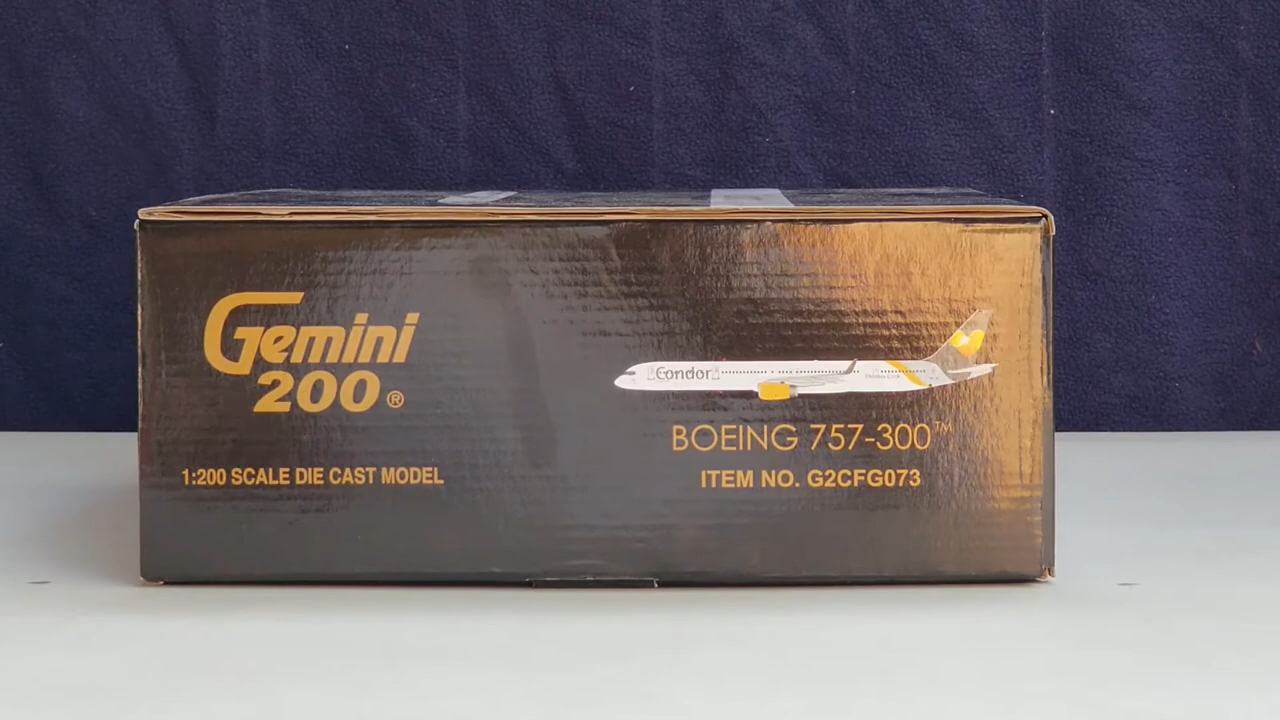 Gemini
200®
1:200 SCALE DIE CAST MODEL
Condor
BOEING 757-300™
ITEM NO. G2CFG073